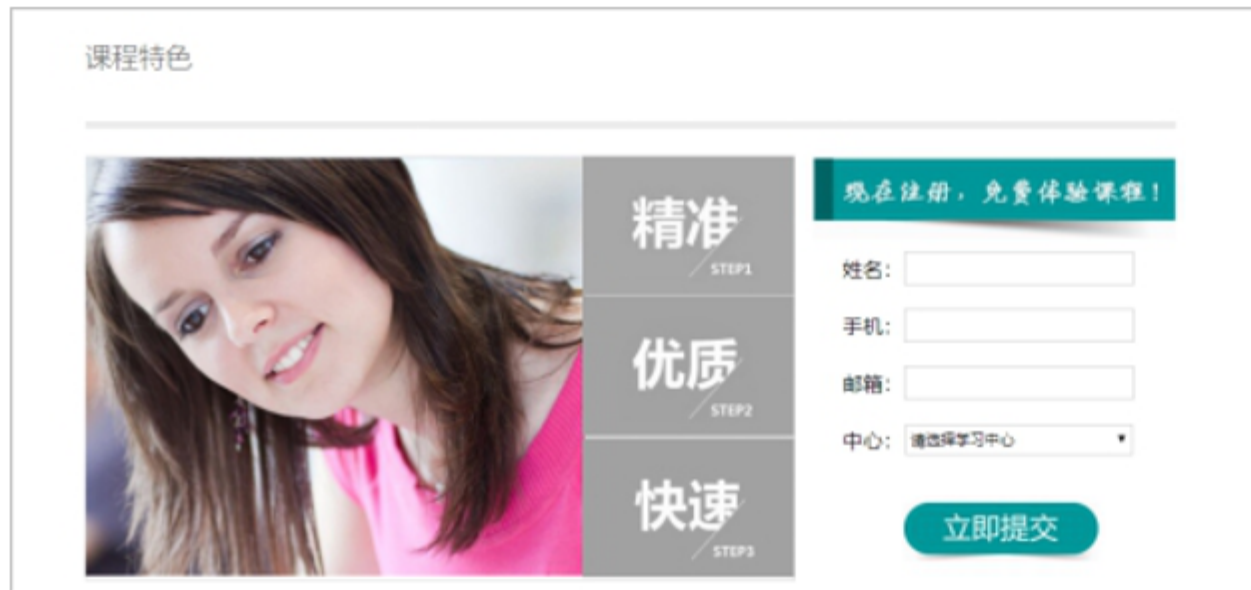 课程特色
精准
STEP1
优质
STEP2
快速
STEP3
现在注册，免费体验课程！
姓名：
手机：
邮箱：
中心： 请选择学习中心
立即提交